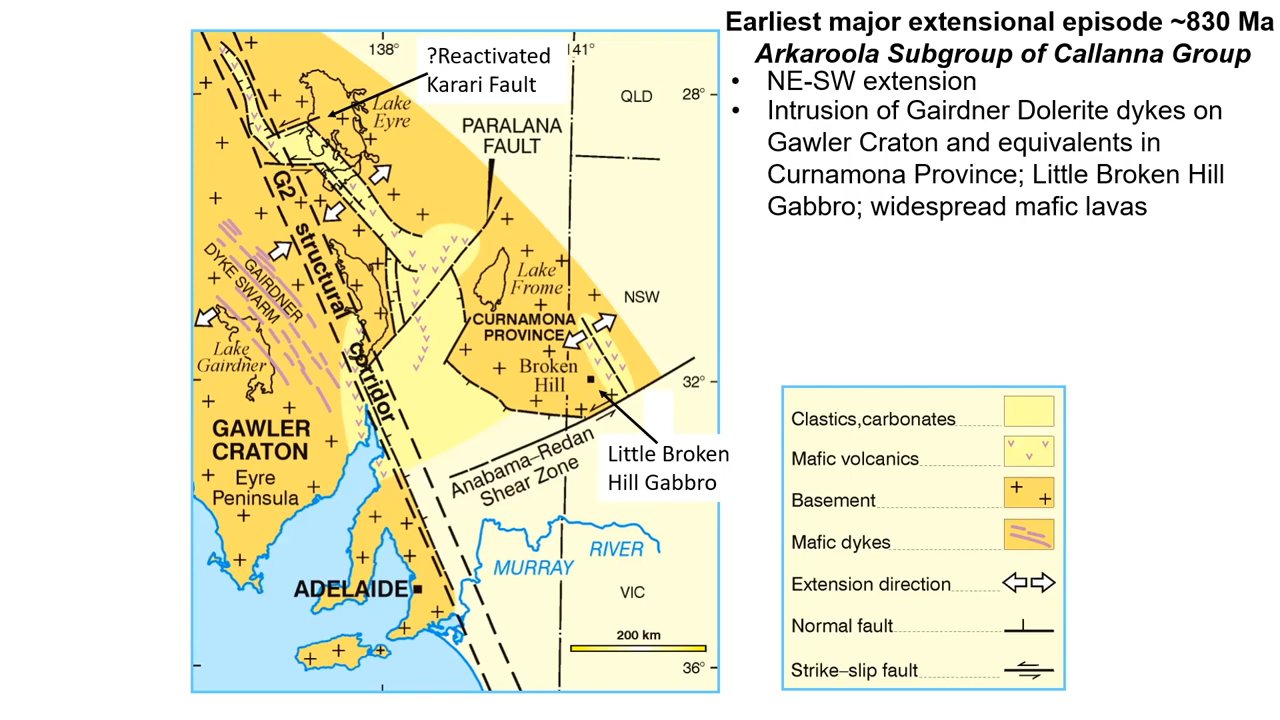 Earliest major extensional episode ~830 Ma
Arkaroola Subgroup of Callanna Group
• NE-SW extension
• Intrusion of Gairdner Dolerite dykes on
Gawler Craton and equivalents in
Curnamona Province; Little Broken Hill
Gabbro; widespread mafic lavas
138°
141°
?Reactivated
Karari Fault
QLD
28°
Lake
Eyre
PARALANA
FAULT
G2 structural corridor
GAIRDNER
DYKE SWARM
Lake
Frome
NSW
CURNAMONA
PROVINCE
Lake
Gairdner
Broken
Hill
32°
GAWLER
CRATON
Eyre
Peninsula
Anabama–Redan
Shear Zone
Little Broken
Hill Gabbro
MURRAY
RIVER
ADELAIDE
VIC
200 km
36°
Clastics,carbonates
Mafic volcanics
Basement
Mafic dykes
Extension direction
Normal fault
Strike–slip fault